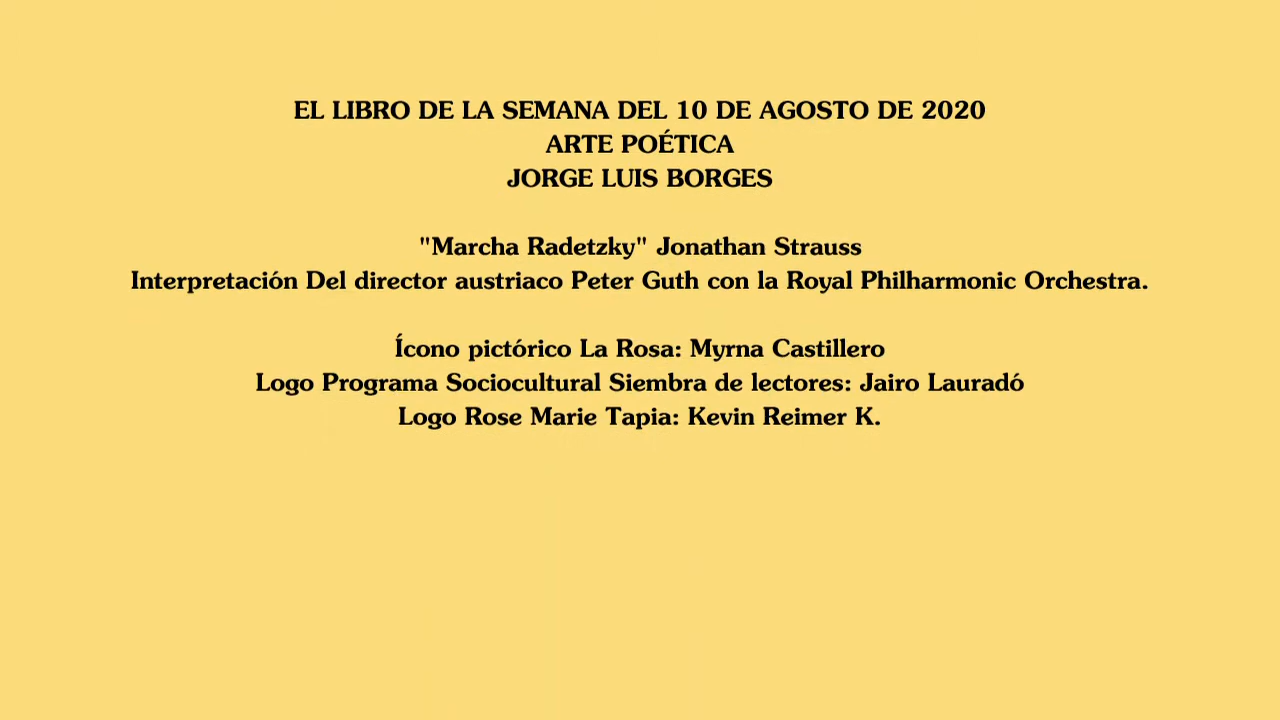 EL LIBRO DE LA SEMANA DEL 10 DE AGOSTO DE 2020
ARTE POÉTICA
JORGE LUIS BORGES
"Marcha Radetzky" Jonathan Strauss
Interpretación Del director austriaco Peter Guth con la Royal Philharmonic Orchestra.
Ícono pictórico La Rosa: Myrna Castillero
Logo Programa Sociocultural Siembra de lectores: Jairo Lauradó
Logo Rose Marie Tapia: Kevin Reimer K.